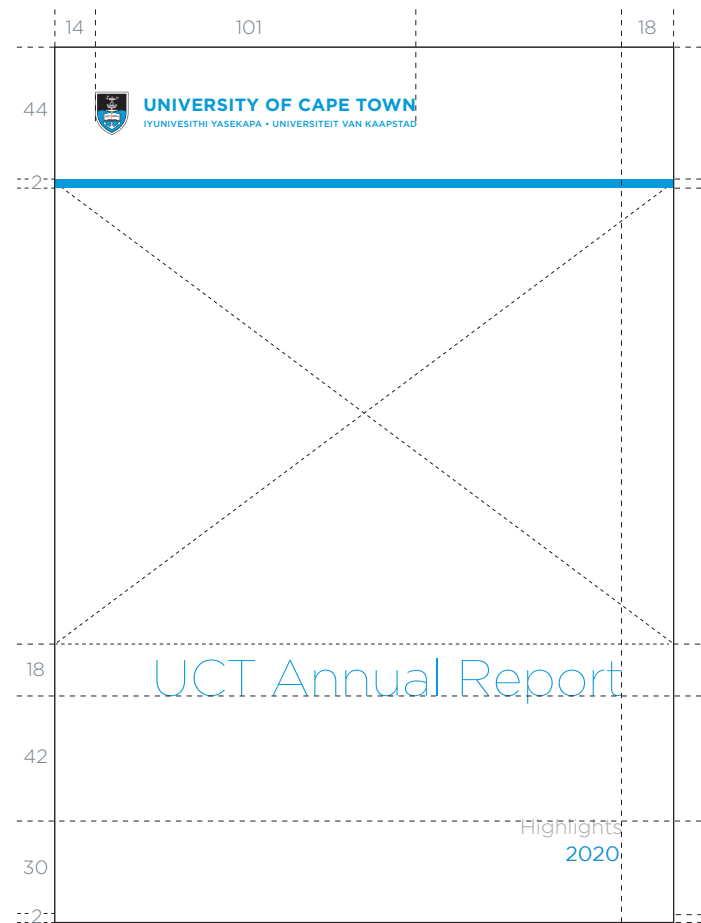 14 101 18
UNIVERSITY OF CAPE TOWN
44
IYUNIVESITHI YASEKAPA • UNIVERSITEIT VAN KAAPSTAD
2
18
UCT Annual Report
42
Highlights
2020
30
2